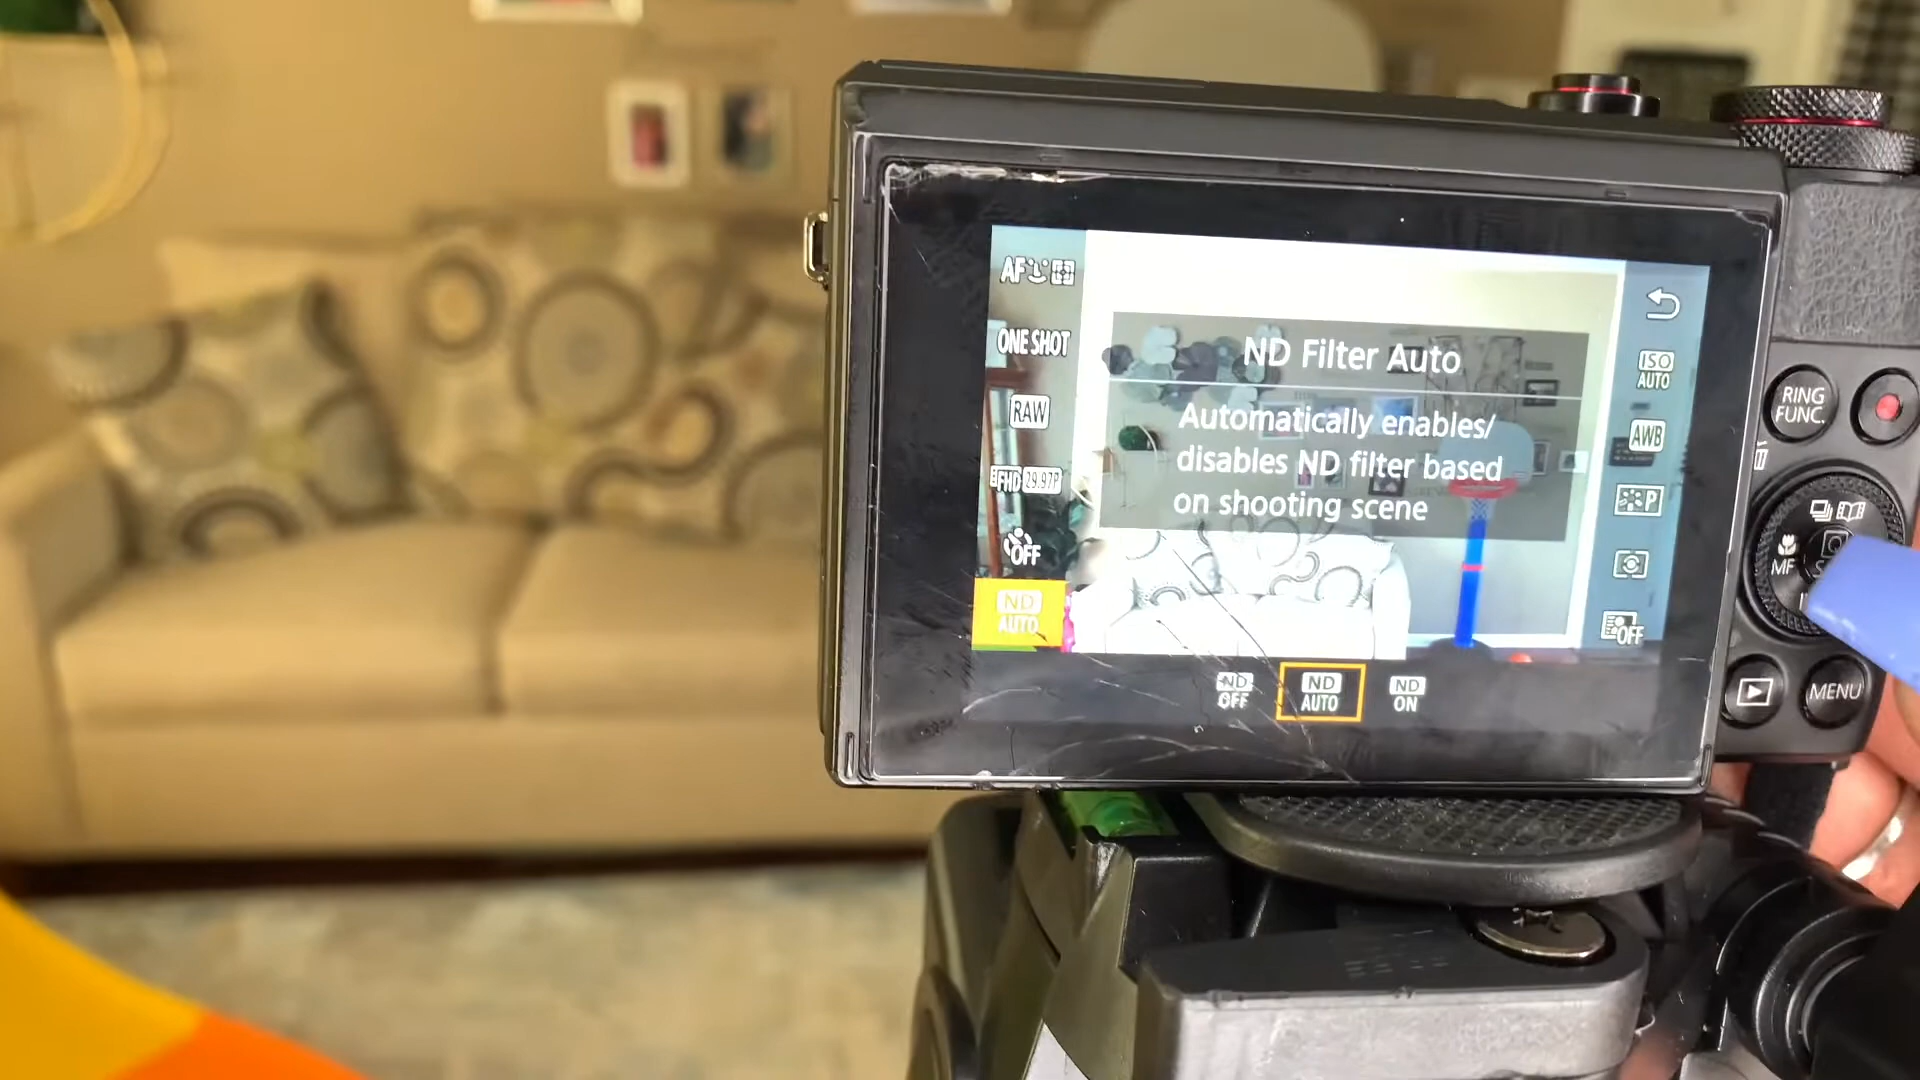 AF
ONE SHOT
RAW
FHD 29.97P
OFF
ND
AUTO
ND Filter Auto
Automatically enables/
disables ND filter based
on shooting scene
ND
OFF
ND
AUTO
ND
ON
ISO
AUTO
AWB
P
OFF
RING
FUNC.
MF
Q
MENU